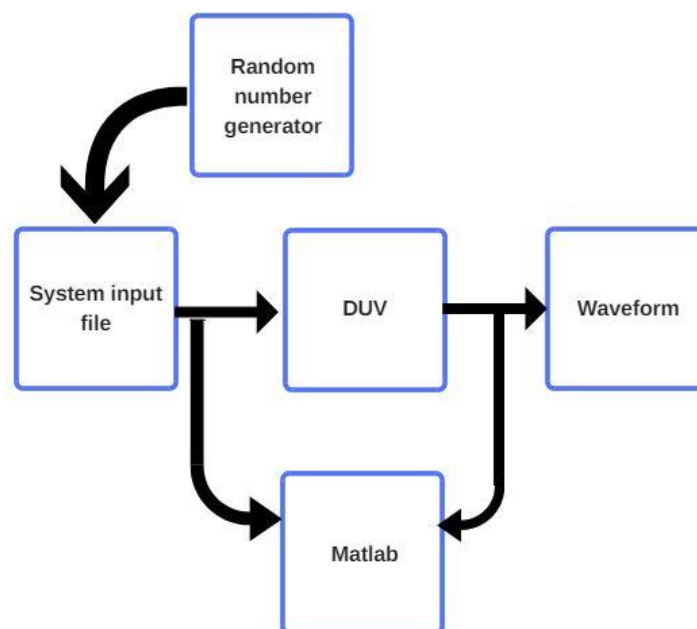 Random
number
generator
System input
file
DUV
Waveform
Matlab